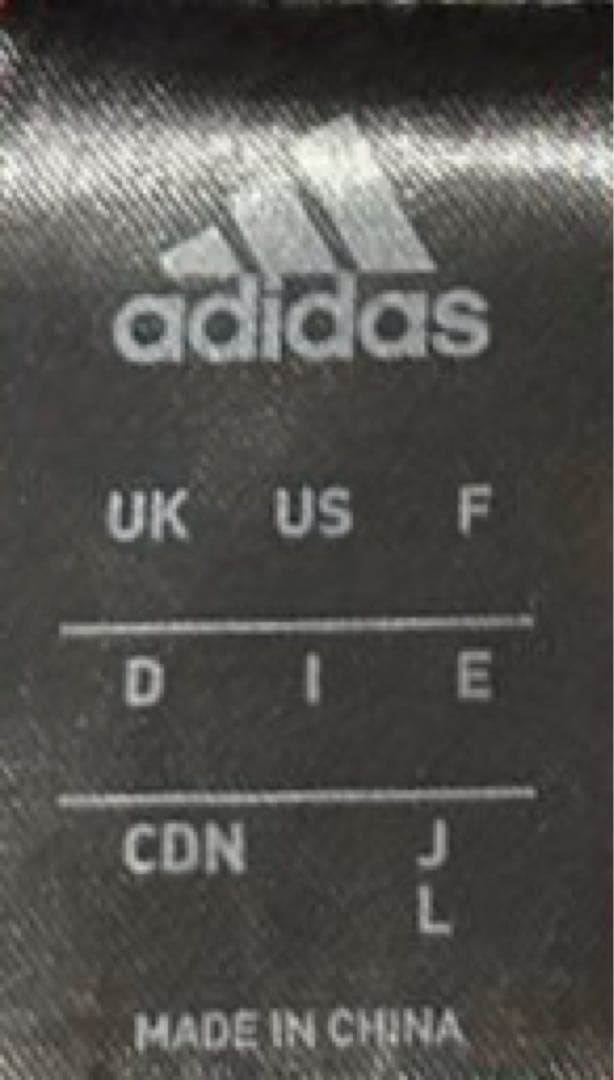 adidas
UK US F
D I E
CDN J
L
MADE IN CHINA